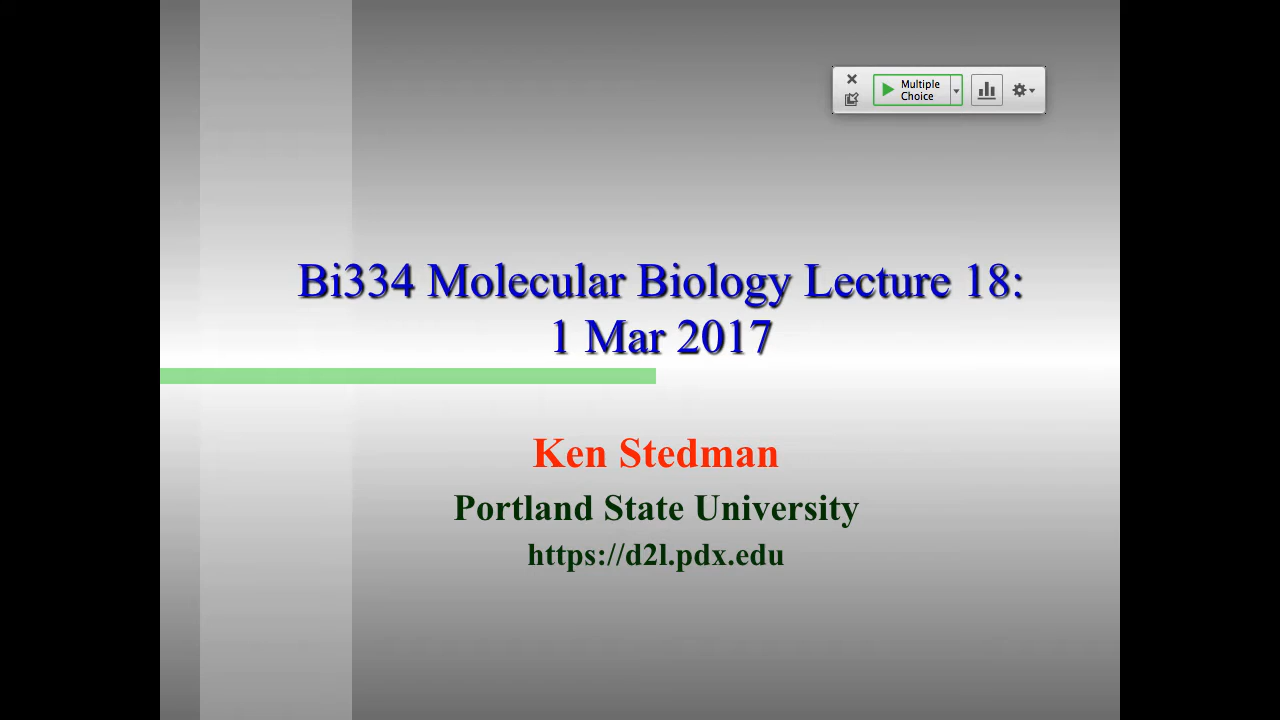 Multiple
Choice
Bi334 Molecular Biology Lecture 18:
1 Mar 2017
Ken Stedman
Portland State University
https://d2l.pdx.edu